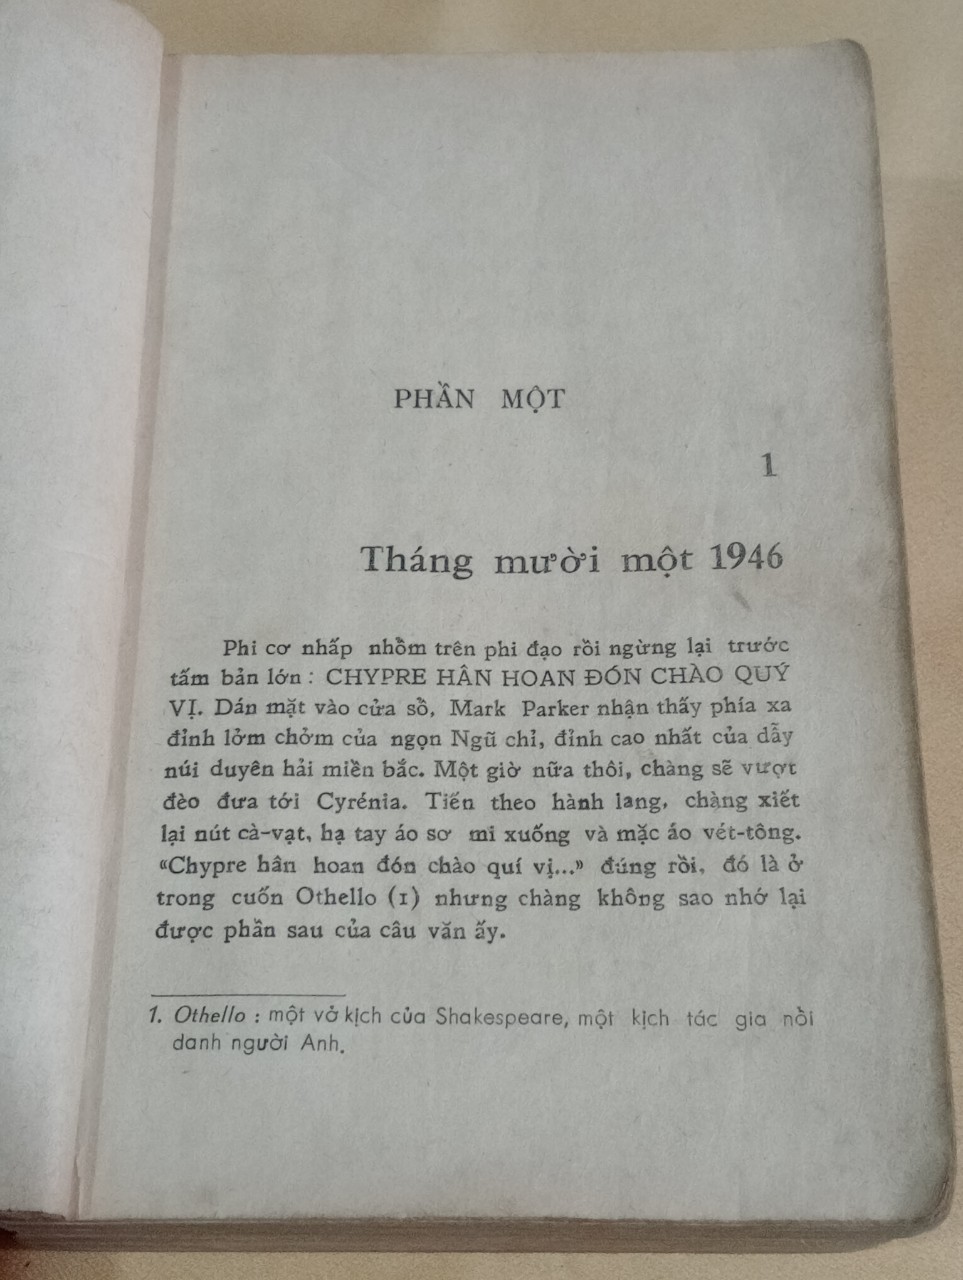 PHẦN MỘT
1
Tháng mười một 1946
Phi cơ nhấp nhồm trên phi đạo rồi ngừng lại trước
tấm bản lớn : CHYPRE HÂN HOAN ĐÓN CHÀO QUÝ
VỊ. Dán mặt vào cửa sồ, Mark Parker nhận thấy phía xa
đỉnh lởm chởm của ngọn Ngũ chỉ, đỉnh cao nhất của dẫy
núi duyên hải miền bắc. Một giờ nữa thôi, chàng sẽ vượt
đèo đưa tới Cyrénia. Tiến theo hành lang, chàng xiết
lại nút cà-vạt, hạ tay áo sơ mi xuống và mặc áo vét-tông.
«Chypre hân hoan đón chào quí vị...» đúng rồi, đó là ở
trong cuốn Othello (1) nhưng chàng không sao nhớ lại
được phần sau của câu văn ấy.
1. Othello : một vở kịch của Shakespeare, một kịch tác gia nồi
danh người Anh.